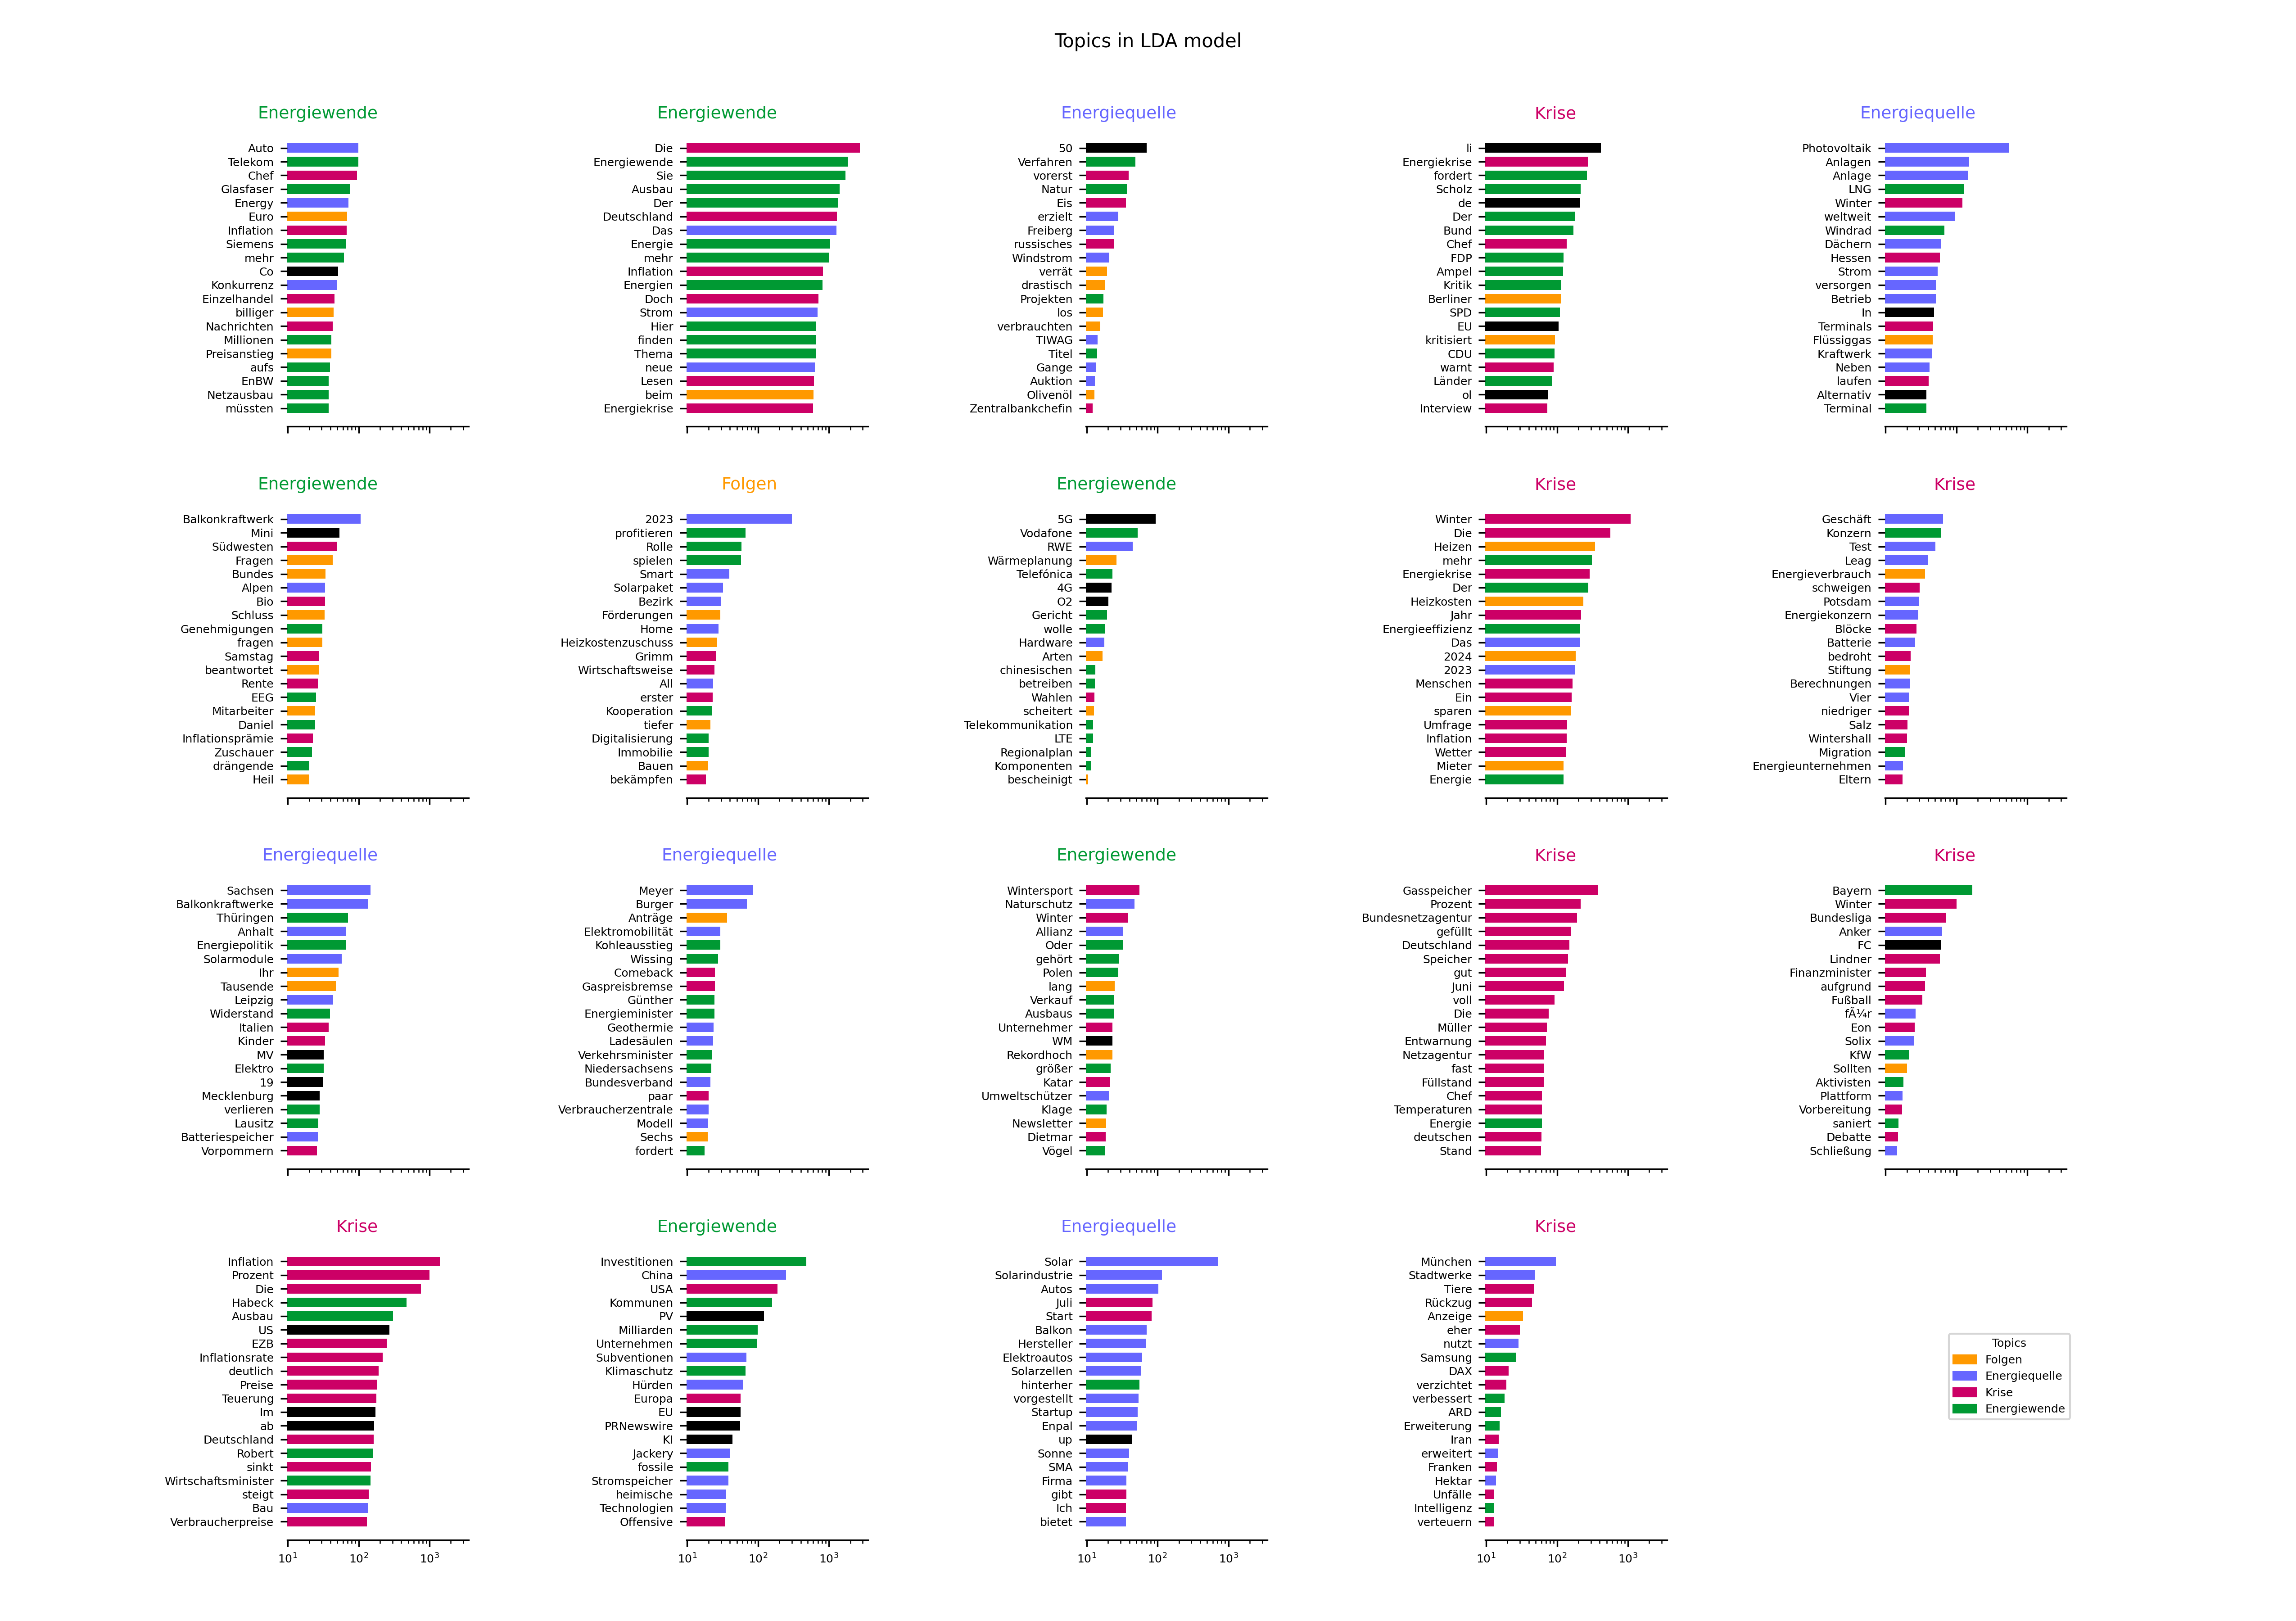 Topics in LDA model
Energiewende
Auto
Telekom
Chef
Glasfaser
Energy
Euro
Inflation
Siemens
mehr
Co
Konkurrenz
Einzelhandel
billiger
Nachrichten
Millionen
Preisanstieg
aufs
EnBW
Netzausbau
müssten
Energiewende
Die
Energiewende
Sie
Ausbau
Der
Deutschland
Das
Energie
mehr
Inflation
Energien
Doch
Strom
Hier
finden
Thema
neue
Lesen
beim
Energiekrise
Energiequelle
50
Verfahren
vorerst
Natur
Eis
erzielt
Freiberg
russisches
Windstrom
verrät
drastisch
Projekten
los
verbrauchten
TIWAG
Titel
Gange
Auktion
Olivenöl
Zentralbankchefin
Krise
li
Energiekrise
fordert
Scholz
de
Der
Bund
Chef
FDP
Ampel
Kritik
Berliner
SPD
EU
kritisiert
CDU
warnt
Länder
ol
Interview
Energiequelle
Photovoltaik
Anlagen
Anlage
LNG
Winter
weltweit
Windrad
Dächern
Hessen
Strom
versorgen
Betrieb
In
Terminals
Flüssiggas
Kraftwerk
Neben
laufen
Alternativ
Terminal
Energiewende
Balkonkraftwerk
Mini
Südwesten
Fragen
Bundes
Alpen
Bio
Schluss
Genehmigungen
fragen
Samstag
beantwortet
Rente
EEG
Mitarbeiter
Daniel
Inflationsprämie
Zuschauer
drängende
Heil
Folgen
2023
profitieren
Rolle
spielen
Smart
Solarpaket
Bezirk
Förderungen
Home
Heizkostenzuschuss
Grimm
Wirtschaftsweise
All
erster
Kooperation
tiefer
Digitalisierung
Immobilie
Bauen
bekämpfen
Energiewende
5G
Vodafone
RWE
Wärmeplanung
Telefónica
4G
O2
Gericht
wolle
Hardware
Arten
chinesischen
betreiben
Wahlen
scheitert
Telekommunikation
LTE
Regionalplan
Komponenten
bescheinigt
Krise
Winter
Die
Heizen
mehr
Energiekrise
Der
Heizkosten
Jahr
Energieeffizienz
Das
2024
2023
Menschen
Ein
sparen
Umfrage
Inflation
Wetter
Mieter
Energie
Krise
Geschäft
Konzern
Test
Leag
Energieverbrauch
schweigen
Potsdam
Energiekonzern
Blöcke
Batterie
bedroht
Stiftung
Berechnungen
Vier
niedriger
Salz
Wintershall
Migration
Energieunternehmen
Eltern
Energiequelle
Sachsen
Balkonkraftwerke
Thüringen
Anhalt
Energiepolitik
Solarmodule
Ihr
Tausende
Leipzig
Widerstand
Italien
Kinder
MV
Elektro
19
Mecklenburg
verlieren
Lausitz
Batteriespeicher
Vorpommern
Energiequelle
Meyer
Burger
Anträge
Elektromobilität
Kohleausstieg
Wissing
Comeback
Gaspreisbremse
Günther
Energieminister
Geothermie
Ladesäulen
Verkehrsminister
Niedersachsens
Bundesverband
paar
Verbraucherzentrale
Modell
Sechs
fordert
Energiewende
Wintersport
Naturschutz
Winter
Allianz
Oder
gehört
Polen
lang
Verkauf
Ausbaus
Unternehmer
WM
Rekordhoch
größer
Katar
Umweltschützer
Klage
Newsletter
Dietmar
Vögel
Krise
Gasspeicher
Prozent
Bundesnetzagentur
gefüllt
Deutschland
Speicher
gut
Juni
voll
Die
Müller
Entwarnung
Netzagentur
fast
Füllstand
Chef
Temperaturen
Energie
deutschen
Stand
Krise
Bayern
Winter
Bundesliga
Anker
FC
Lindner
Finanzminister
aufgrund
Fußball
fÃ¼r
Eon
Solix
KfW
Sollten
Aktivisten
Plattform
Vorbereitung
saniert
Debatte
Schließung
Krise
Inflation
Prozent
Die
Habeck
Ausbau
US
EZB
Inflationsrate
deutlich
Preise
Teuerung
Im
ab
Deutschland
Robert
sinkt
Wirtschaftsminister
steigt
Bau
Verbraucherpreise
10¹ 10² 10³
Energiewende
Investitionen
China
USA
Kommunen
PV
Milliarden
Unternehmen
Subventionen
Klimaschutz
Hürden
Europa
EU
PRNewswire
KI
Jackery
fossile
Stromspeicher
heimische
Technologien
Offensive
10¹ 10² 10³
Energiequelle
Solar
Solarindustrie
Autos
Juli
Start
Balkon
Hersteller
Elektroautos
Solarzellen
hinterher
vorgestellt
Startup
Enpal
up
Sonne
SMA
Firma
gibt
Ich
bietet
10¹ 10² 10³
Krise
München
Stadtwerke
Tiere
Rückzug
Anzeige
eher
nutzt
Samsung
DAX
verzichtet
verbessert
ARD
Erweiterung
Iran
erweitert
Franken
Hektar
Unfälle
Intelligenz
verteuern
10¹ 10² 10³
Topics
Folgen
Energiequelle
Krise
Energiewende